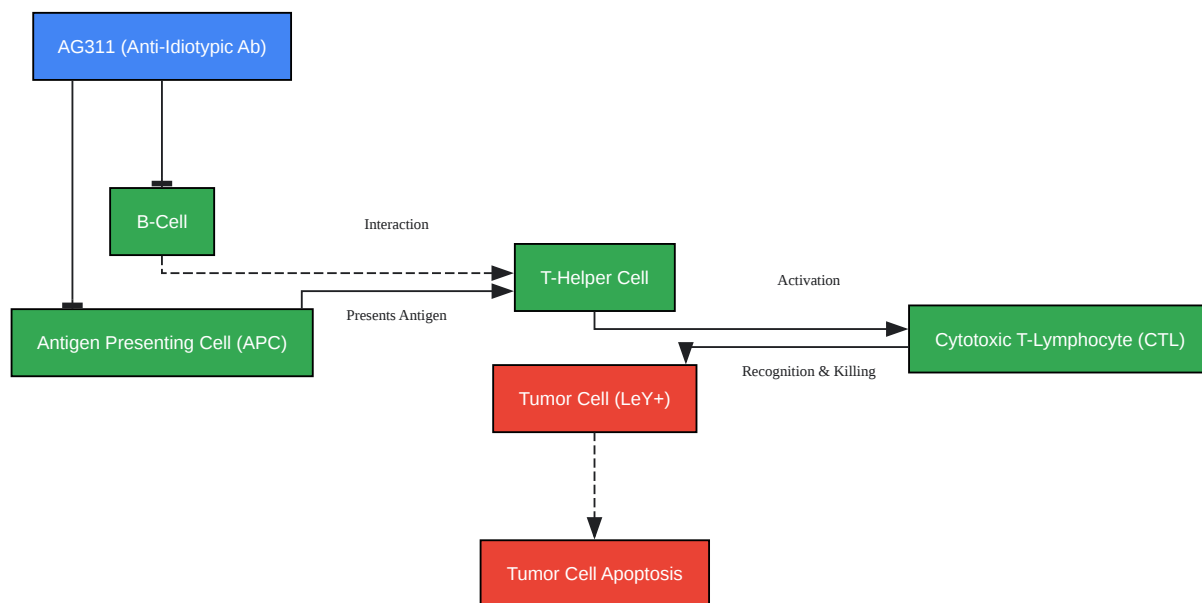 AG311 (Anti-Idiotypic Ab)
B-Cell
Interaction
T-Helper Cell
Activation
Antigen Presenting Cell (APC)
Presents Antigen
Cytotoxic T-Lymphocyte (CTL)
Recognition & Killing
Tumor Cell (LeY+)
Tumor Cell Apoptosis